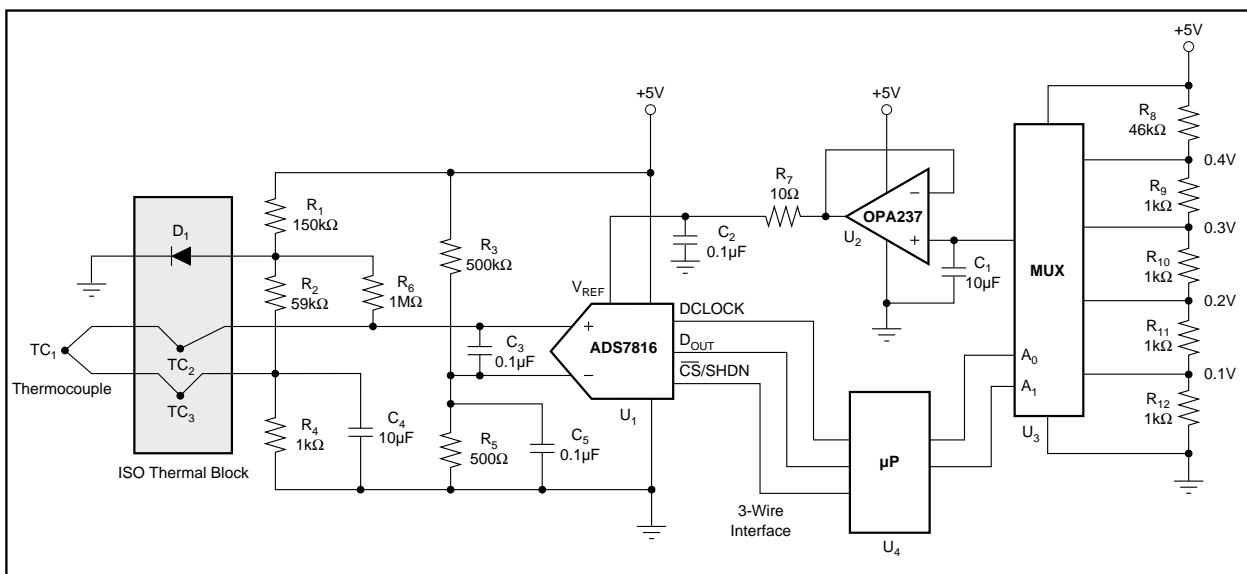 +5V
+5V
+5V
R8
46kΩ
0.4V
R9
1kΩ
0.3V
R10
1kΩ
0.2V
R11
1kΩ
0.1V
R12
1kΩ
R7
10Ω
OPA237
U2
C2
0.1µF
C1
10µF
MUX
A0
A1
U3
D1
R1
150kΩ
R2
59kΩ
R6
1MΩ
R3
500kΩ
VREF
DCLOCK
DOUT
CS/SHDN
ADS7816
U1
C3
0.1µF
TC1
Thermocouple
TC2
TC3
R4
1kΩ
C4
10µF
R5
500Ω
C5
0.1µF
ISO Thermal Block
3-Wire
Interface
µP
U4
+
–
–
+